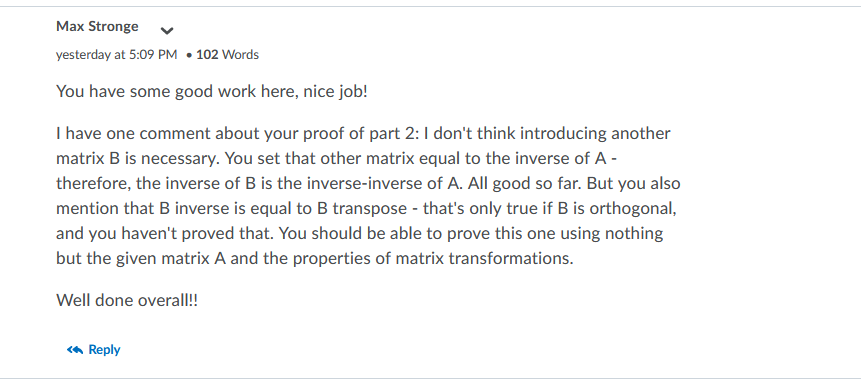 Max Stronge
yesterday at 5:09 PM • 102 Words
You have some good work here, nice job!
I have one comment about your proof of part 2: I don't think introducing another
matrix B is necessary. You set that other matrix equal to the inverse of A -
therefore, the inverse of B is the inverse-inverse of A. All good so far. But you also
mention that B inverse is equal to B transpose - that's only true if B is orthogonal,
and you haven't proved that. You should be able to prove this one using nothing
but the given matrix A and the properties of matrix transformations.
Well done overall!!
Reply